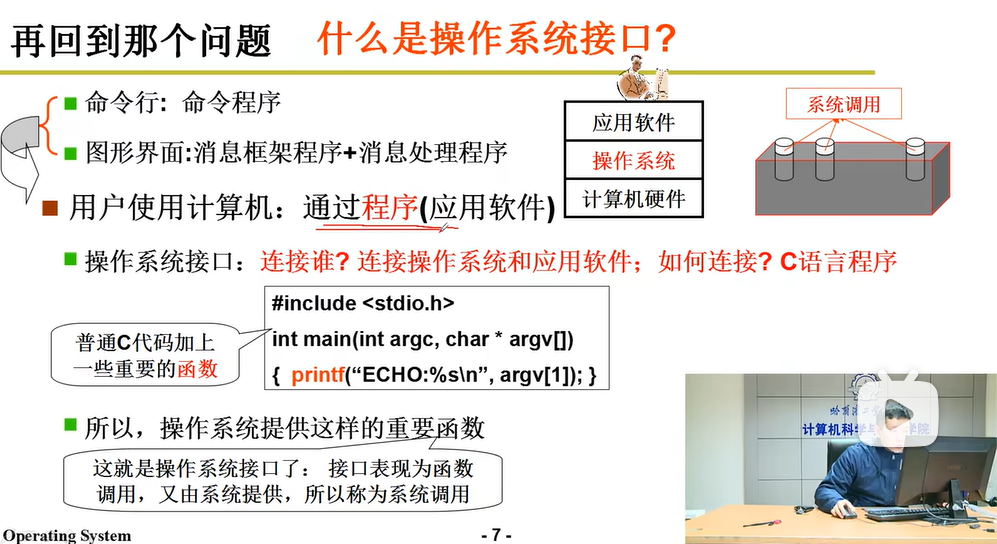 再回到那个问题 什么是操作系统接口?
命令行: 命令程序
图形界面:消息框架程序+消息处理程序
应用软件
操作系统
计算机硬件
系统调用
用户使用计算机：通过程序(应用软件)
操作系统接口：连接谁? 连接操作系统和应用软件；如何连接? C语言程序
普通C代码加上
一些重要的函数
#include <stdio.h>
int main(int argc, char * argv[])
{ printf(“ECHO:%s\n”, argv[1]); }
所以，操作系统提供这样的重要函数
这就是操作系统接口了： 接口表现为函数
调用，又由系统提供，所以称为系统调用
计算机科学与
学院
Operating System
- 7 -